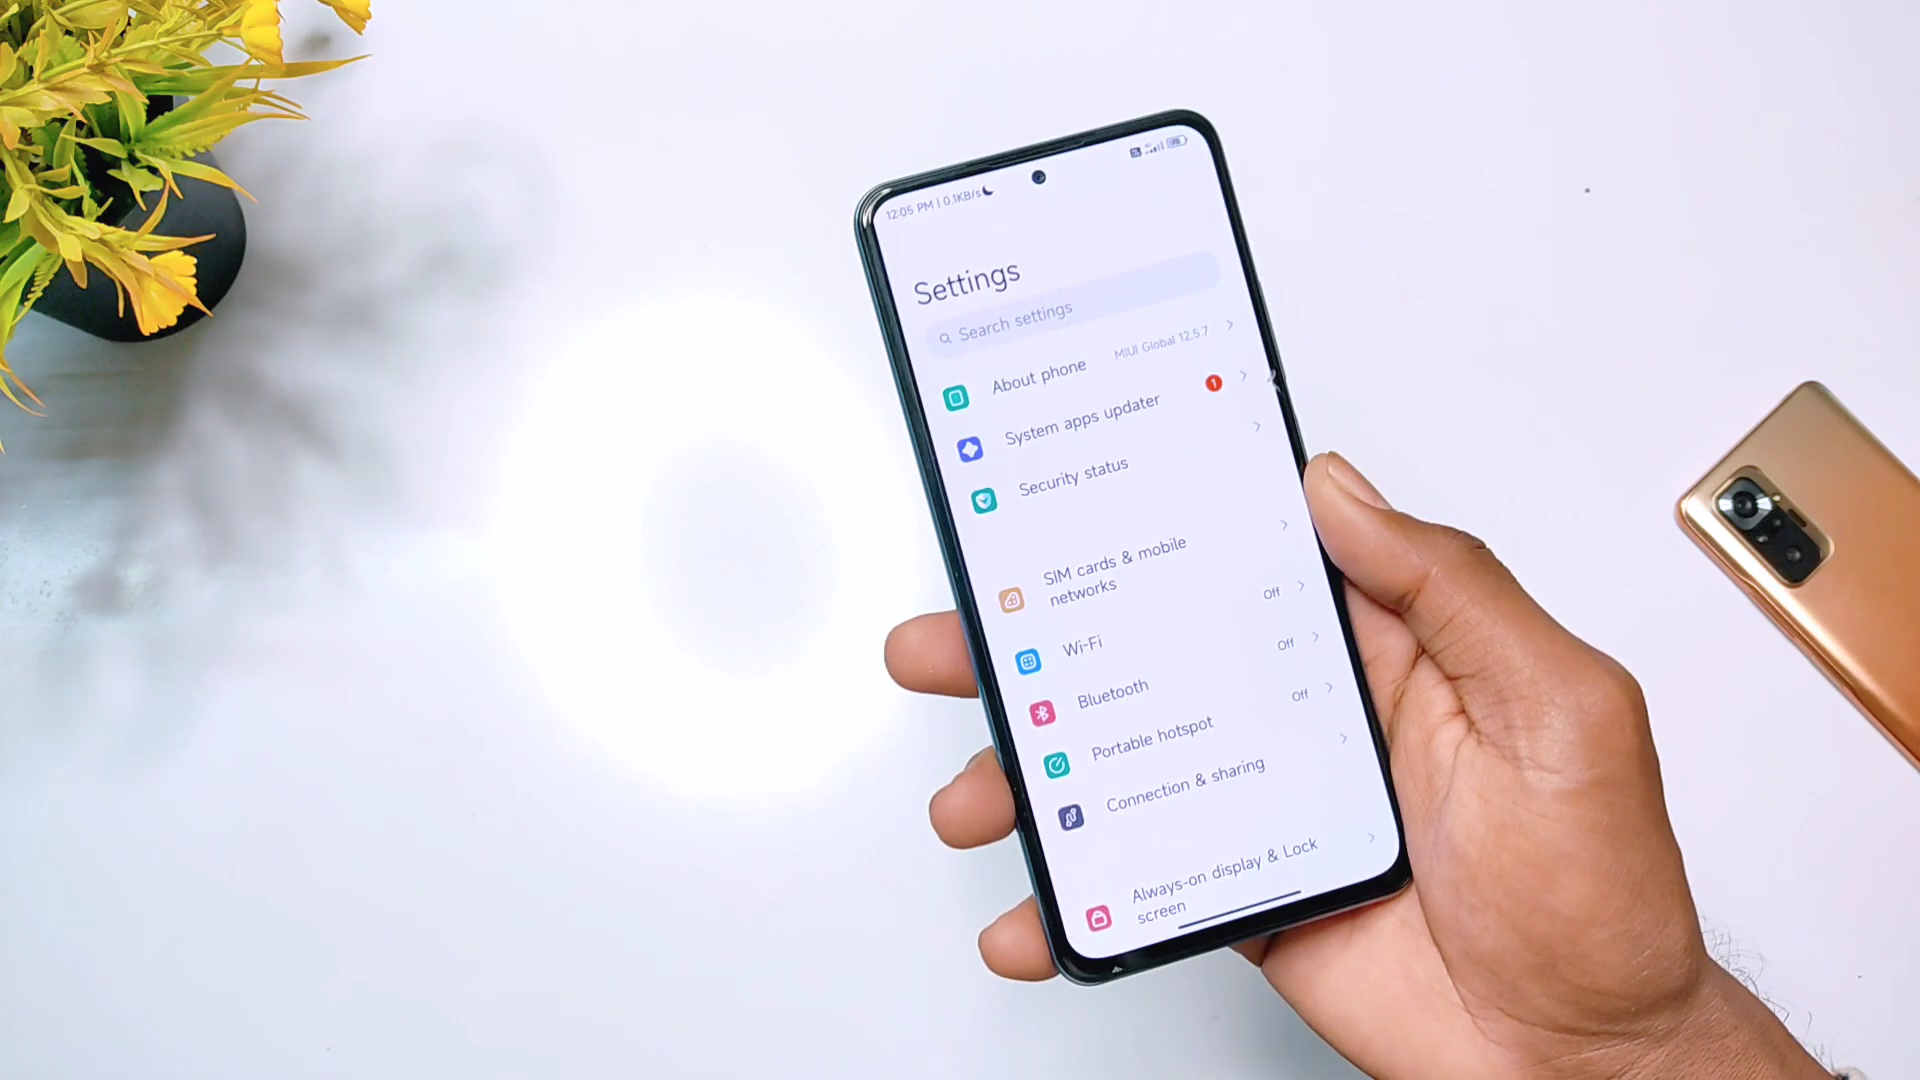 12:05 PM | 0.1KB/s
Settings
Search settings
About phone
MIUI Global 12.5.7
System apps updater
1
Security status
SIM cards & mobile
networks
Wi-Fi
Off
Bluetooth
Off
Portable hotspot
Off
Connection & sharing
Always-on display & Lock
screen